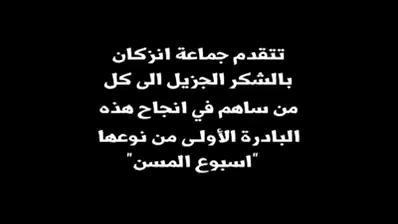 تتقدم جماعة انزكان
بالشكر الجزيل الى كل
من ساهم في انجاح هذه
البادرة الأولى من نوعها
"اسبوع المسن"